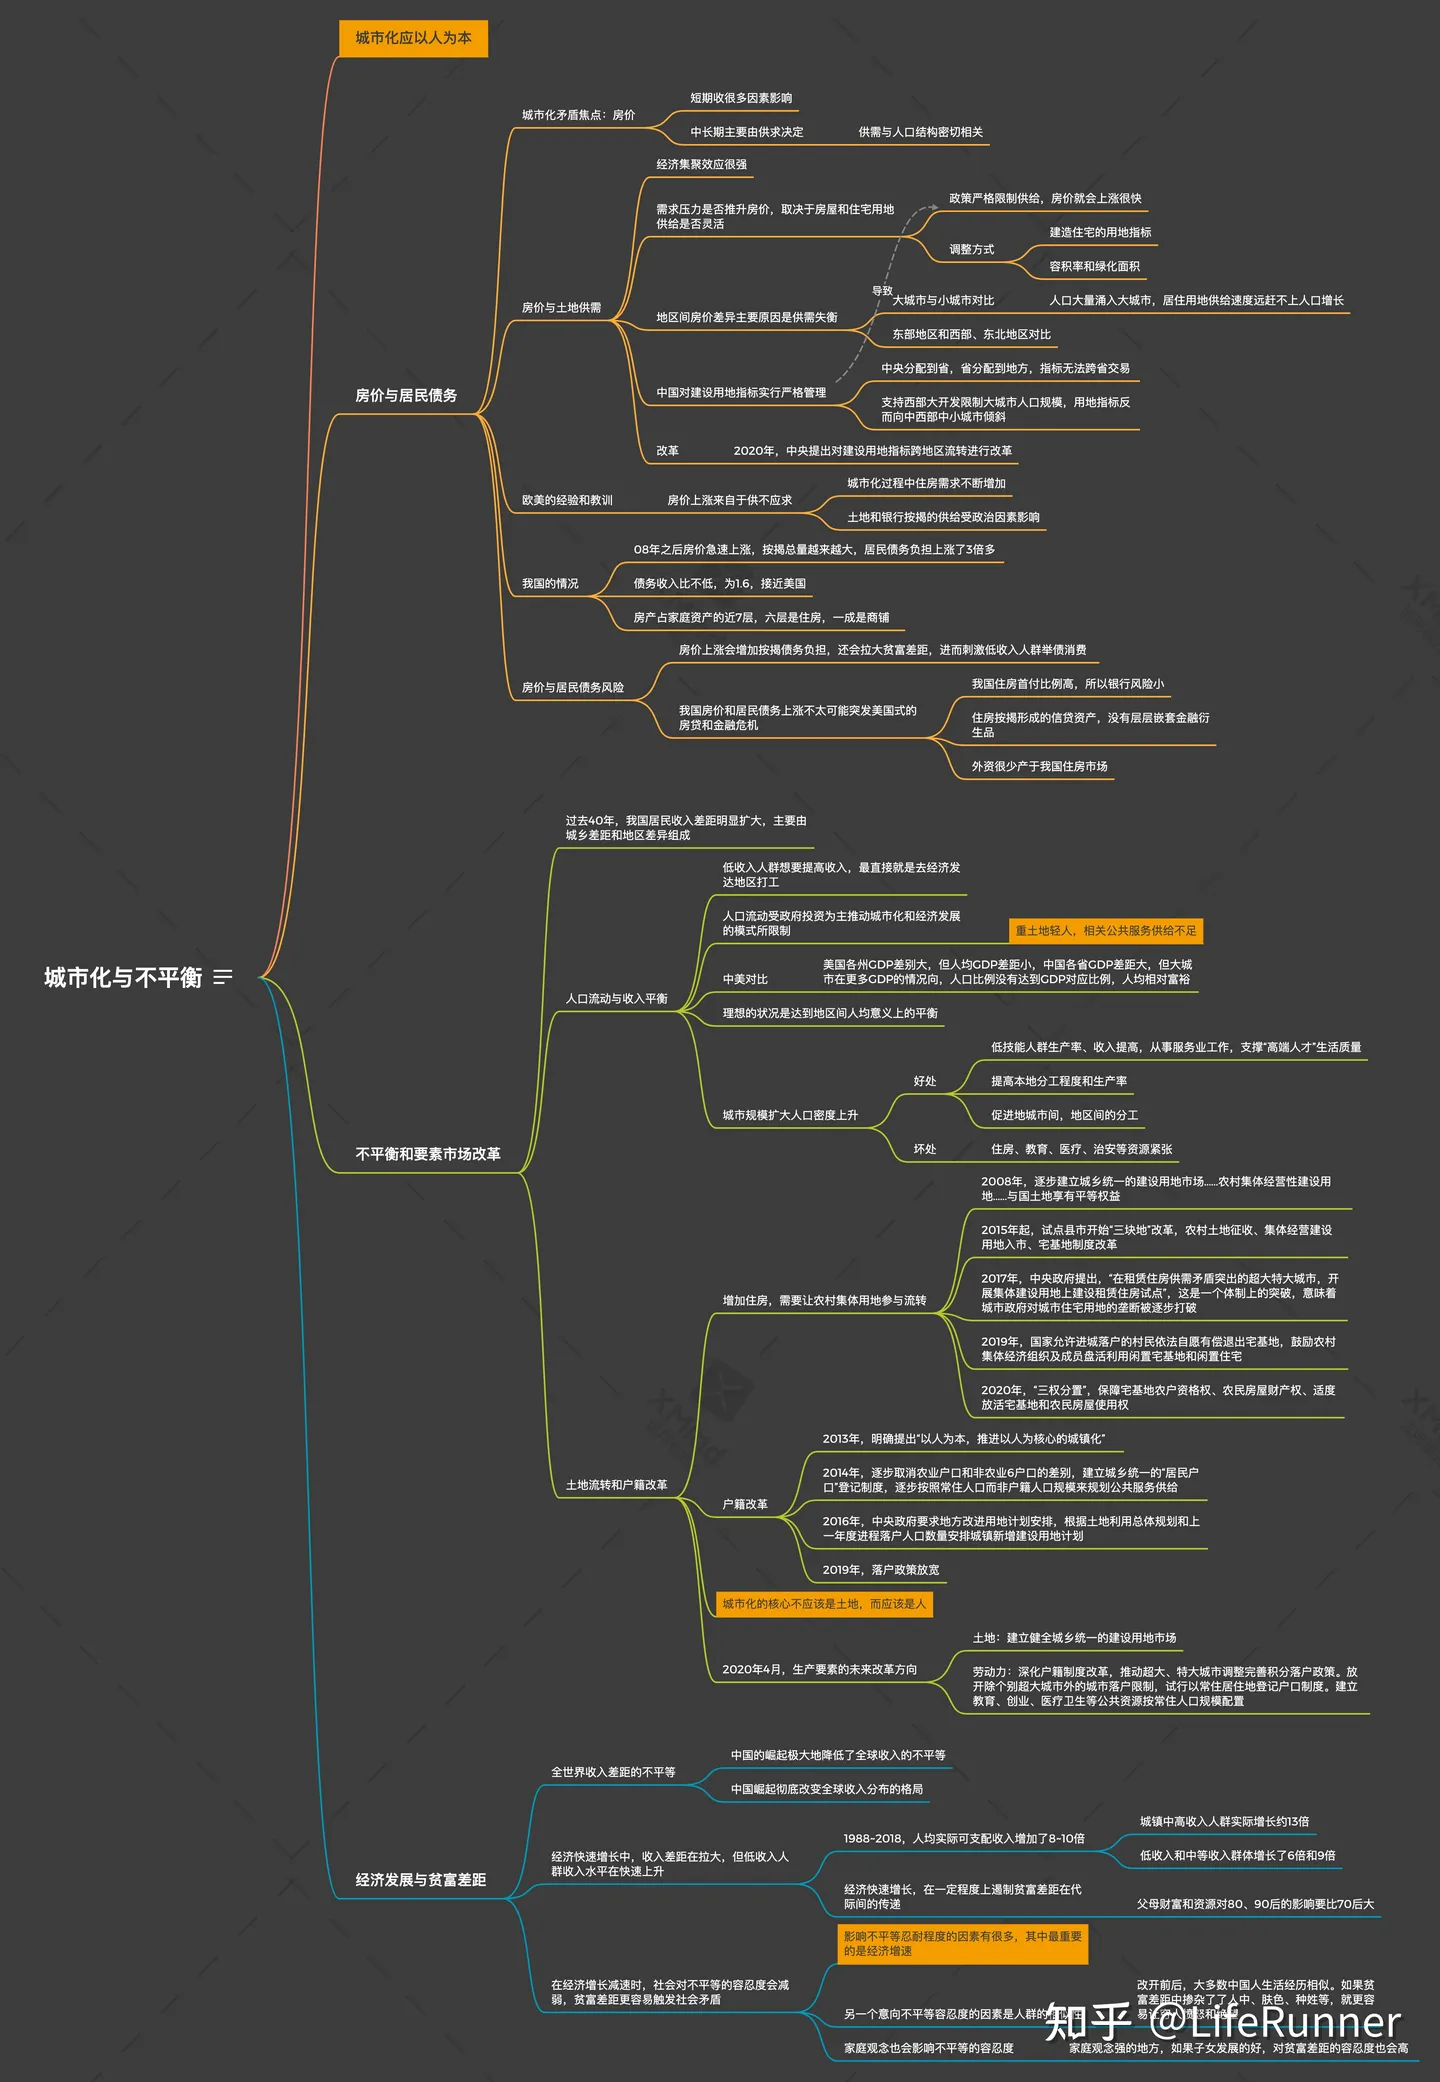 城市化应以人为本
城市化与不平衡
房价与居民债务
城市化矛盾焦点：房价
短期收很多因素影响
中长期主要由供求决定
供需与人口结构密切相关
房价与土地供需
经济集聚效应很强
需求压力是否推升房价，取决于房屋和住宅用地
供给是否灵活
政策严格限制供给，房价就会上涨很快
调整方式
建造住宅的用地指标
容积率和绿化面积
导致
地区间房价差异主要原因是供需失衡
大城市与小城市对比
人口大量涌入大城市，居住用地供给速度远赶不上人口增长
东部地区和西部、东北地区对比
中国对建设用地指标实行严格管理
中央分配到省，省分配到地方，指标无法跨省交易
支持西部大开发限制大城市人口规模，用地指标反
而向中西部中小城市倾斜
改革
2020年，中央提出对建设用地指标跨地区流转进行改革
欧美的经验和教训
房价上涨来自于供不应求
城市化过程中住房需求不断增加
土地和银行按揭的供给受政治因素影响
我国的情况
08年之后房价急速上涨，按揭总量越来越大，居民债务负担上涨了3倍多
债务收入比不低，为1.6，接近美国
房产占家庭资产的近7层，六层是住房，一成是商铺
房价与居民债务风险
房价上涨会增加按揭债务负担，还会拉大贫富差距，进而刺激低收入人群举债消费
我国房价和居民债务上涨不太可能突发美国式的
房贷和金融危机
我国住房首付比例高，所以银行风险小
住房按揭形成的信贷资产，没有层层嵌套金融衍
生品
外资很少产于我国住房市场
不平衡和要素市场改革
过去40年，我国居民收入差距明显扩大，主要由
城乡差距和地区差异组成
人口流动与收入平衡
低收入人群想要提高收入，最直接就是去经济发
达地区打工
人口流动受政府投资为主推动城市化和经济发展
的模式所限制
重土地轻人，相关公共服务供给不足
中美对比
美国各州GDP差别大，但人均GDP差距小，中国各省GDP差距大，但大城
市在更多GDP的情况向，人口比例没有达到GDP对应比例，人均相对富裕
理想的状况是达到地区间人均意义上的平衡
城市规模扩大人口密度上升
好处
低技能人群生产率、收入提高，从事服务业工作，支撑“高端人才”生活质量
提高本地分工程度和生产率
促进地城市间，地区间的分工
坏处
住房、教育、医疗、治安等资源紧张
土地流转和户籍改革
增加住房，需要让农村集体用地参与流转
2008年，逐步建立城乡统一的建设用地市场……农村集体经营性建设用
地……与国土地享有平等权益
2015年起，试点县市开始“三块地”改革，农村土地征收、集体经营建设
用地入市、宅基地制度改革
2017年，中央政府提出，“在租赁住房供需矛盾突出的超大特大城市，开
展集体建设用地上建设租赁住房试点”，这是一个体制上的突破，意味着
城市政府对城市住宅用地的垄断被逐步打破
2019年，国家允许进城落户的村民依法自愿有偿退出宅基地，鼓励农村
集体经济组织及成员盘活利用闲置宅基地和闲置住宅
2020年，“三权分置”，保障宅基地农户资格权、农民房屋财产权、适度
放活宅基地和农民房屋使用权
户籍改革
2013年，明确提出“以人为本，推进以人为核心的城镇化”
2014年，逐步取消农业户口和非农业6户口的差别，建立城乡统一的“居民户
口”登记制度，逐步按照常住人口而非户籍人口规模来规划公共服务供给
2016年，中央政府要求地方改进用地计划安排，根据土地利用总体规划和上
一年度进程落户人口数量安排城镇新增建设用地计划
2019年，落户政策放宽
城市化的核心不应该是土地，而应该是人
2020年4月，生产要素的未来改革方向
土地：建立健全城乡统一的建设用地市场
劳动力：深化户籍制度改革，推动超大、特大城市调整完善积分落户政策。放
开除个别超大城市外的城市落户限制，试行以常住居住地登记户口制度。建立
教育、创业、医疗卫生等公共资源按常住人口规模配置
经济发展与贫富差距
全世界收入差距的不平等
中国的崛起极大地降低了全球收入的不平等
中国崛起彻底改变全球收入分布的格局
经济快速增长中，收入差距在拉大，但低收入人
群收入水平在快速上升
1988~2018，人均实际可支配收入增加了8~10倍
城镇中高收入人群实际增长约13倍
低收入和中等收入群体增长了6倍和9倍
经济快速增长，在一定程度上遏制贫富差距在代
际间的传递
父母财富和资源对80、90后的影响要比70后大
在经济增长减速时，社会对不平等的容忍度会减
弱，贫富差距更容易触发社会矛盾
影响不平等忍耐程度的因素有很多，其中最重要
的是经济增速
另一个意向不平等容忍度的因素是人群的
改开前后，大多数中国人生活经历相似。如果贫
富差距中掺杂了了人中、肤色、种姓等，就更容
家庭观念也会影响不平等的容忍度
家庭观念强的地方，如果子女发展的好，对贫富差距的容忍度也会高
知乎 @LifeRunner